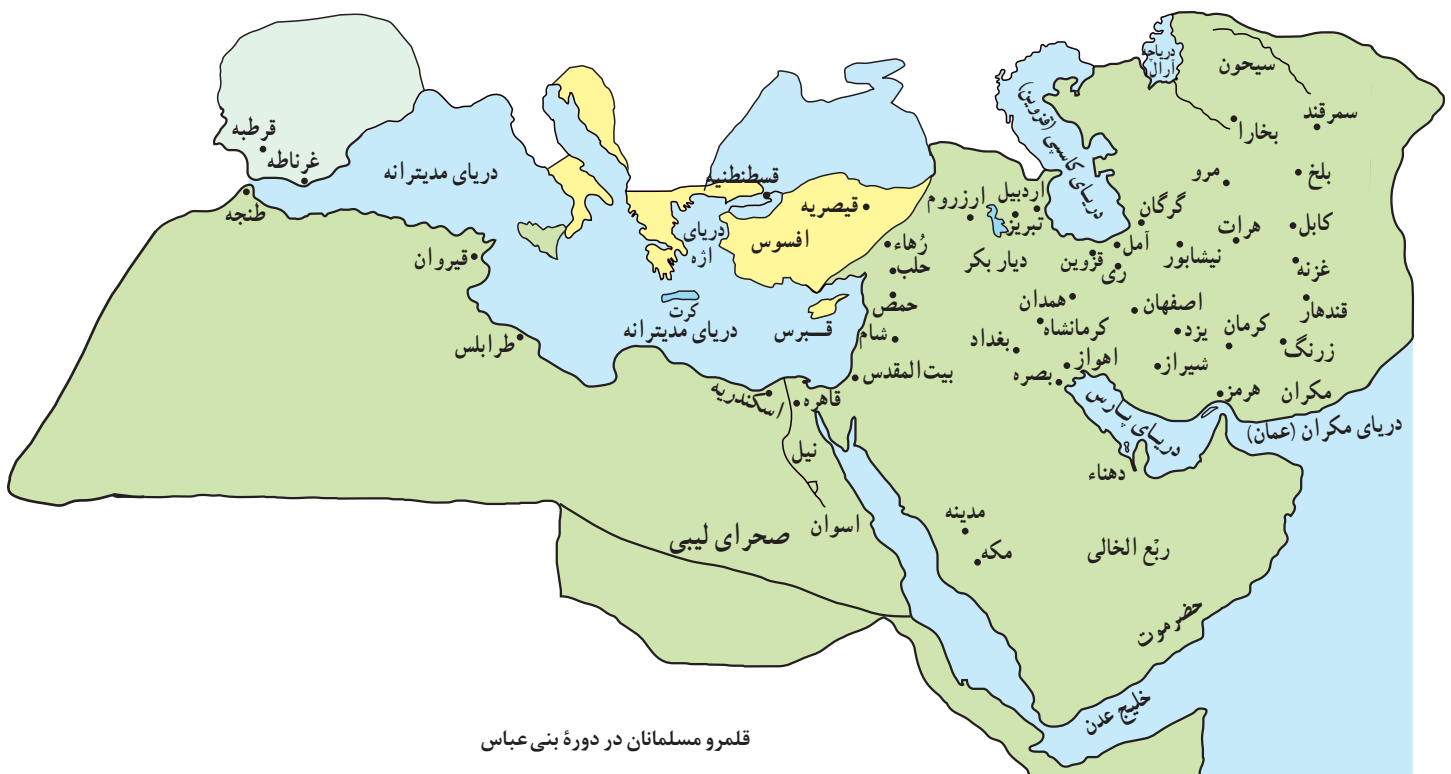 دریاچه
آرال
سیحون
سمرقند
بخارا
دریای کاسپی (قزوین)
قرطبه
غرناطه
طنجه
دریای مدیترانه
قسطنطنیه
قیصریه
افسوس
دریای
اژه
ارزروم
اردبیل
تبریز
گرگان
مرو
بلخ
آمل
هرات
کابل
رُهاء
حلب
دیار بکر
قزوین
ری
نیشابور
غزنه
قیروان
کرت
دریای مدیترانه
قـــبرس
حمص
شام
همدان
کرمانشاه
اصفهان
یزد
کرمان
قندهار
زرنگ
طرابلس
بغداد
اهواز
شیراز
بیت‌المقدس
بصره
هرمز
مکران
اسکندریه
قاهره
دریای پارس
دریای مکران (عمان)
نیل
دهناء
اسوان
صحرای لیبی
مدینه
مکه
ربْع الخالی
حضرموت
خلیج عدن
قلمرو مسلمانان در دورهٔ بنی عباس